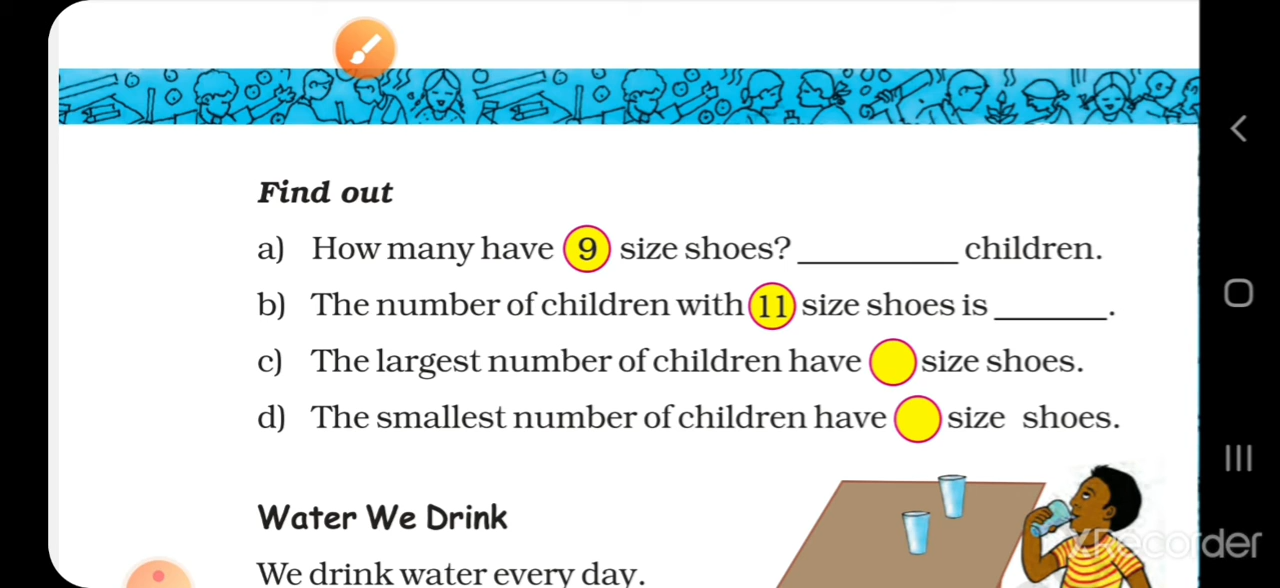 Find out
a) How many have 9 size shoes? __________ children.
b) The number of children with 11 size shoes is _______.
c) The largest number of children have size shoes.
d) The smallest number of children have size shoes.
Water We Drink
We drink water every day.
XRecorder